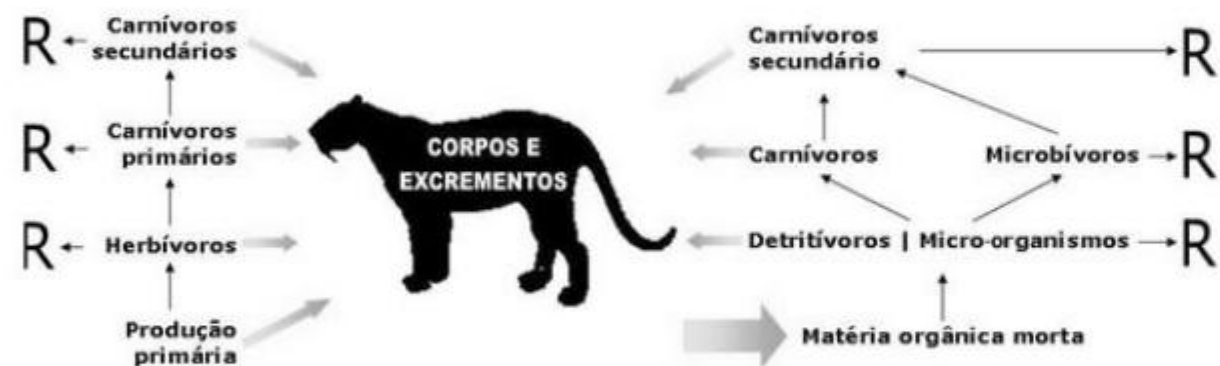 R
Carnívoros
secundários
Carnívoros
secundário
R
R
Carnívoros
primários
CORPOS E
EXCREMENTOS
Carnívoros
Microbívoros
R
R
Herbívoros
Detritívoros | Micro-organismos
R
Produção
primária
Matéria orgânica morta